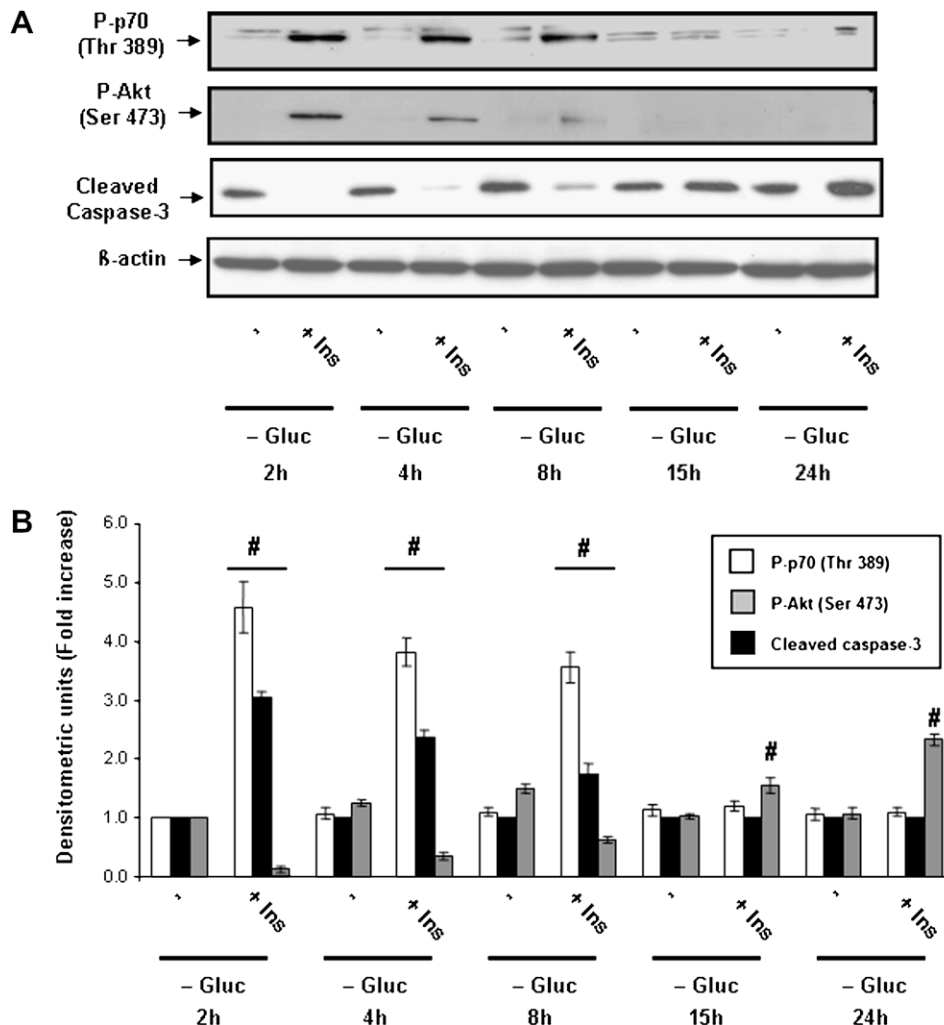 A
P-p70
(Thr 389)
P-Akt
(Ser 473)
Cleaved
Caspase-3
ß-actin
- + Ins - + Ins - + Ins - + Ins - + Ins
– Gluc – Gluc – Gluc – Gluc – Gluc
2h 4h 8h 15h 24h
B
Densitometric units (Fold increase)
6.0
5.0
4.0
3.0
2.0
1.0
0.0
# # # # #
P-p70 (Thr 389)
P-Akt (Ser 473)
Cleaved caspase-3
- + Ins - + Ins - + Ins - + Ins - + Ins
– Gluc – Gluc – Gluc – Gluc – Gluc
2h 4h 8h 15h 24h